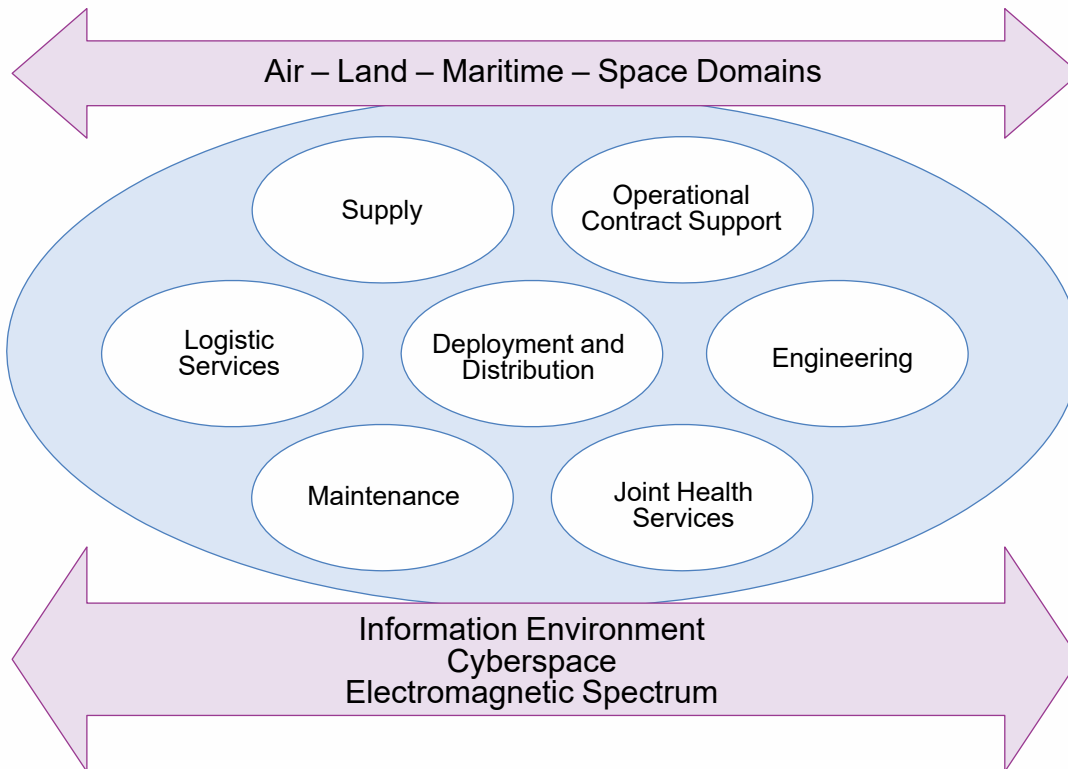 Air – Land – Maritime – Space Domains
Supply
Operational
Contract Support
Logistic
Services
Deployment and
Distribution
Engineering
Maintenance
Joint Health
Services
Information Environment
Cyberspace
Electromagnetic Spectrum